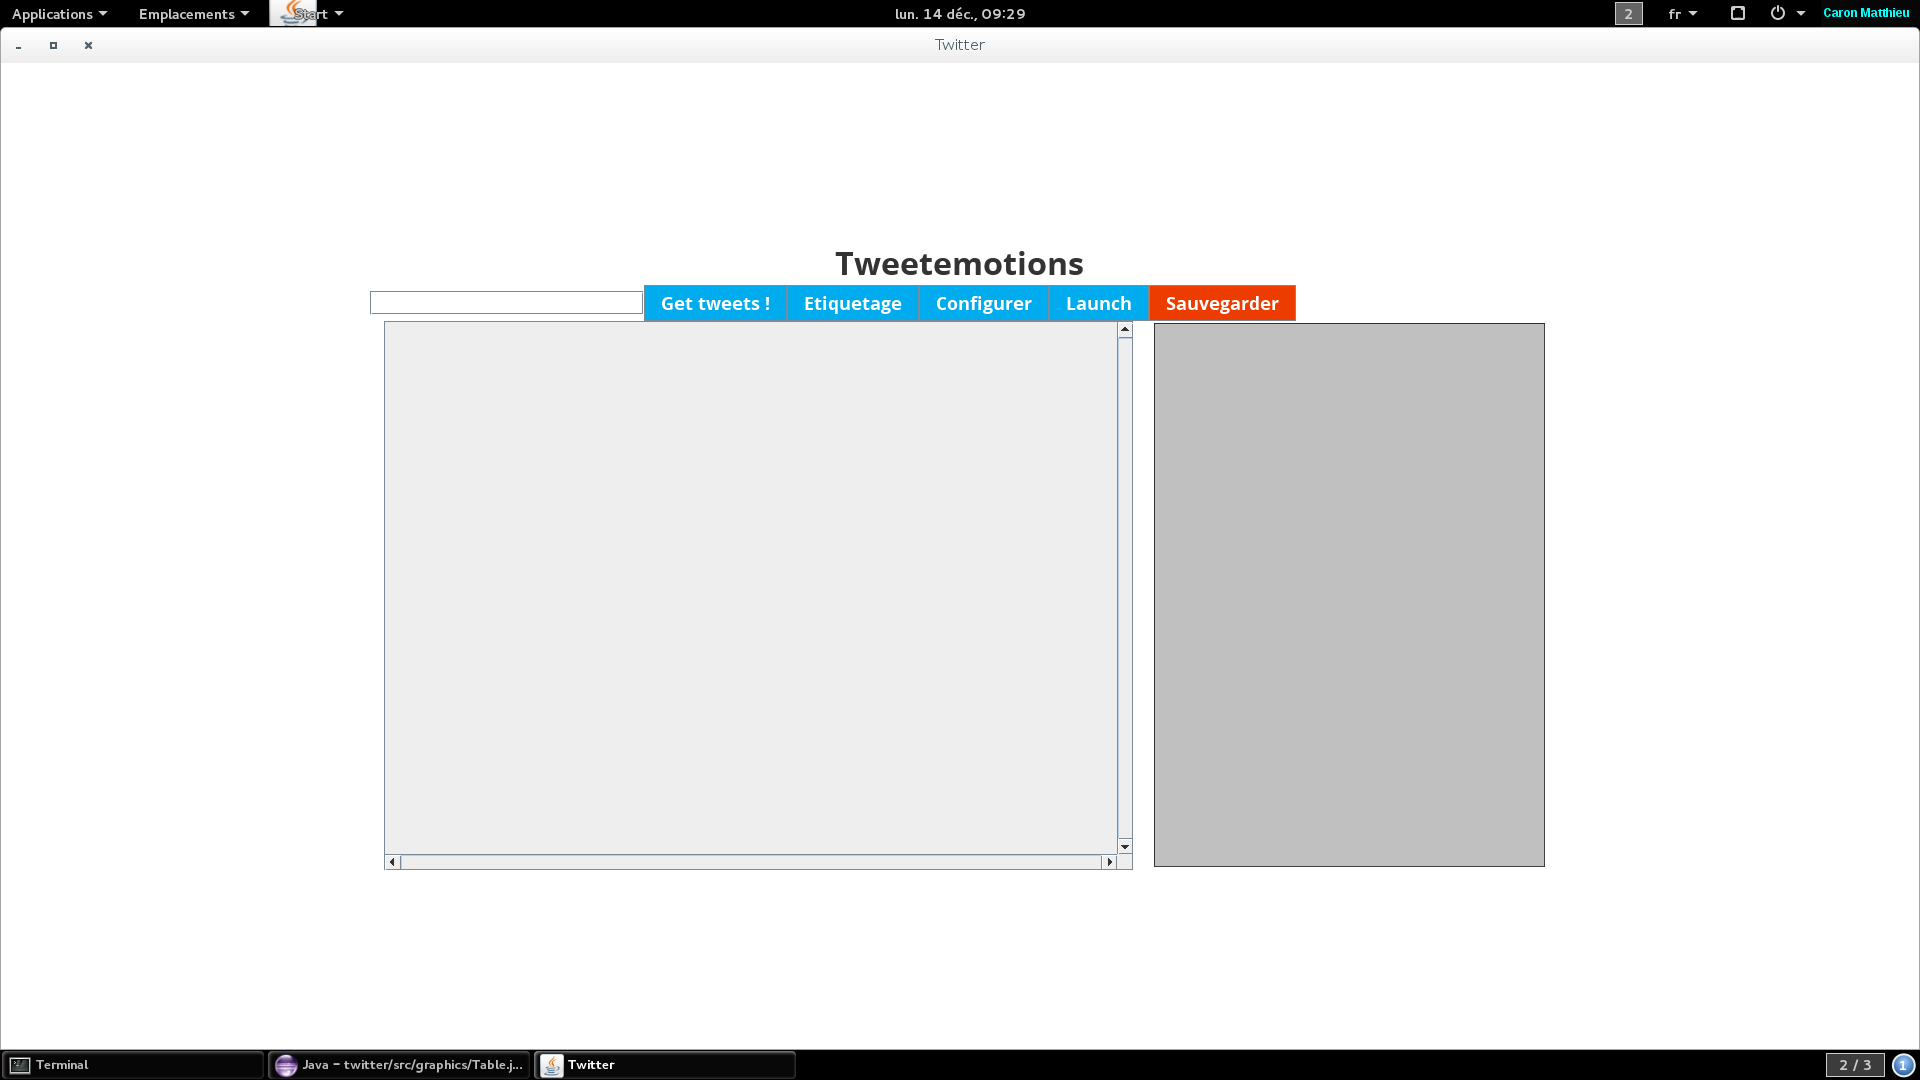 Applications Emplacements Start lun. 14 déc., 09:29 2 fr Caron Matthieu
Twitter
Tweetemotions
Get tweets ! Etiquetage Configurer Launch Sauvegarder
Terminal Java - twitter/src/graphics/Table.j... Twitter 2 / 3 1